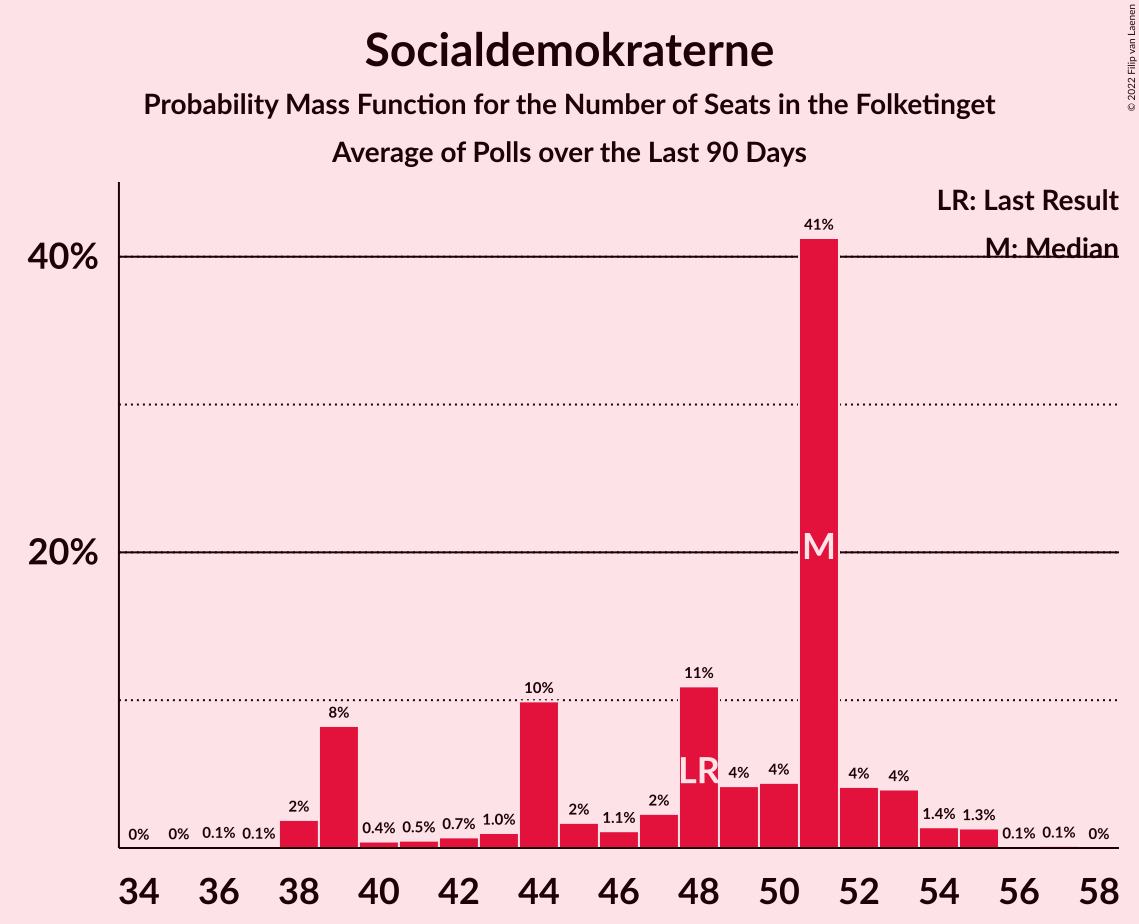 Socialdemokraterne
Probability Mass Function for the Number of Seats in the Folketinget
Average of Polls over the Last 90 Days
© 2022 Filip van Laenen
LR: Last Result
M: Median
40%
20%
0% 0% 0.1% 0.1% 2% 8% 0.4% 0.5% 0.7% 1.0% 10% 2% 1.1% 2% 11% 4% 4% 41% 4% 4% 1.4% 1.3% 0.1% 0.1% 0%
LR
M
34 36 38 40 42 44 46 48 50 52 54 56 58